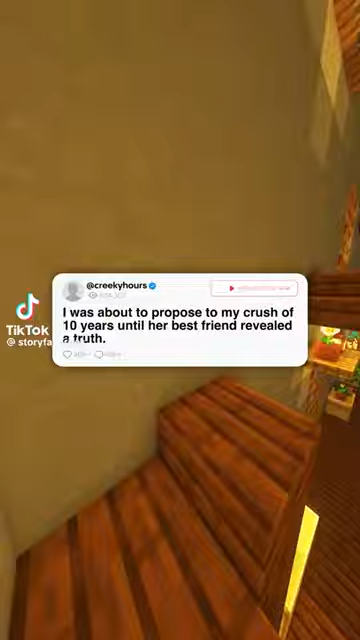 @creekyhours
I was about to propose to my crush of
10 years until her best friend revealed
a truth.
TikTok
@ storyfa